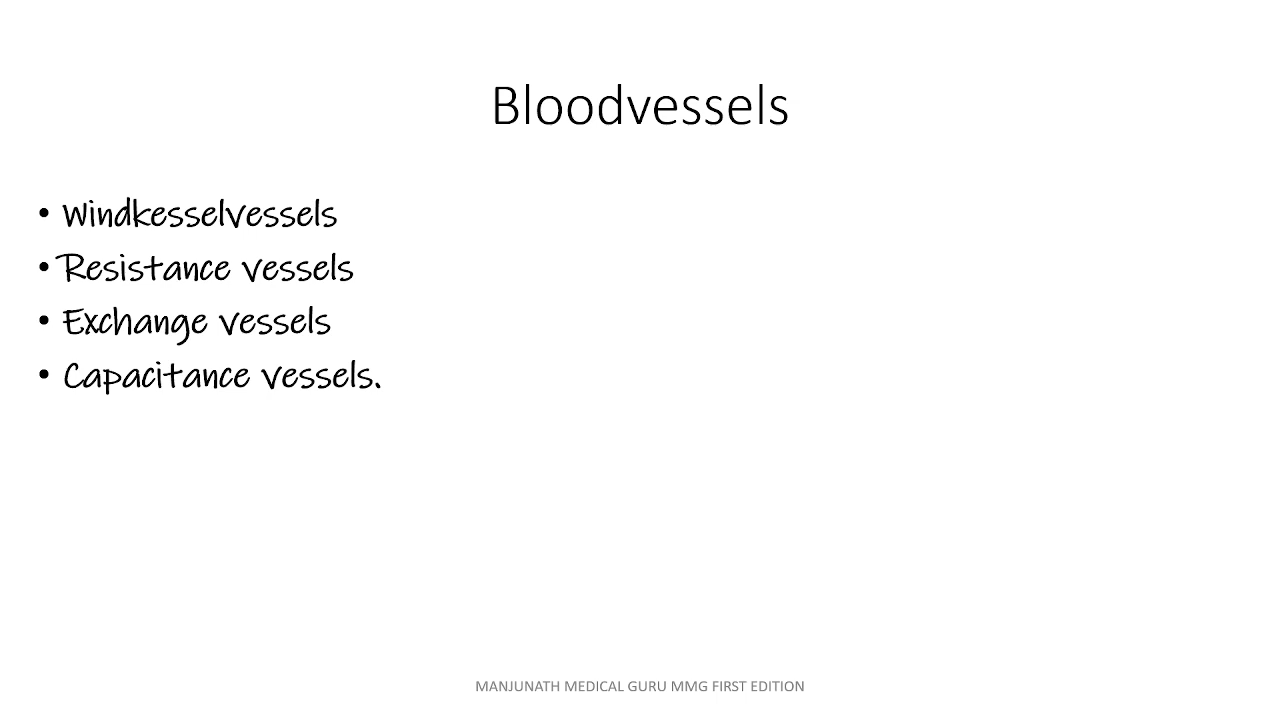 Bloodvessels
• Windkesselvessels
• Resistance vessels
• Exchange vessels
• Capacitance vessels.
MANJUNATH MEDICAL GURU MMG FIRST EDITION